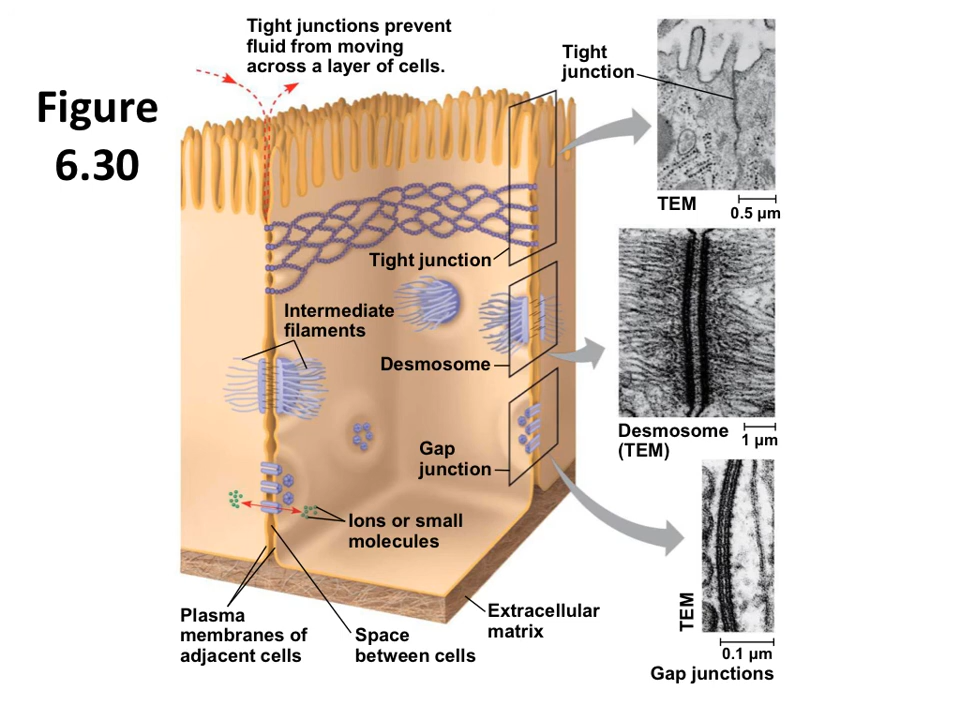 Figure
6.30
Tight junctions prevent
fluid from moving
across a layer of cells.
Tight
junction
TEM
0.5 µm
Tight junction
Intermediate
filaments
Desmosome
Desmosome
(TEM)
1 µm
Gap
junction
Ions or small
molecules
Plasma
membranes of
adjacent cells
Space
between cells
Extracellular
matrix
TEM
0.1 µm
Gap junctions